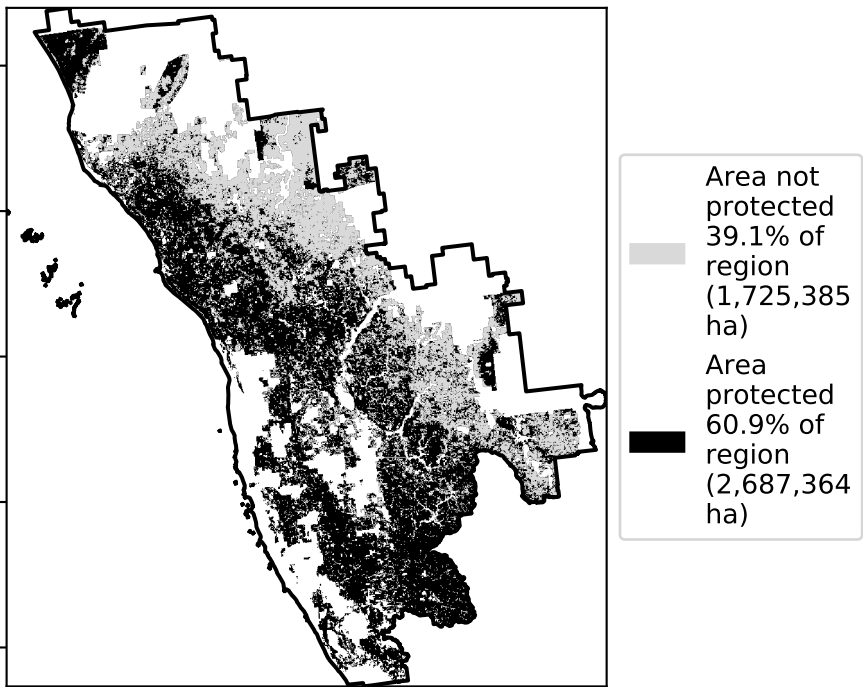 Area not
protected
39.1% of
region
(1,725,385
ha)
Area
protected
60.9% of
region
(2,687,364
ha)